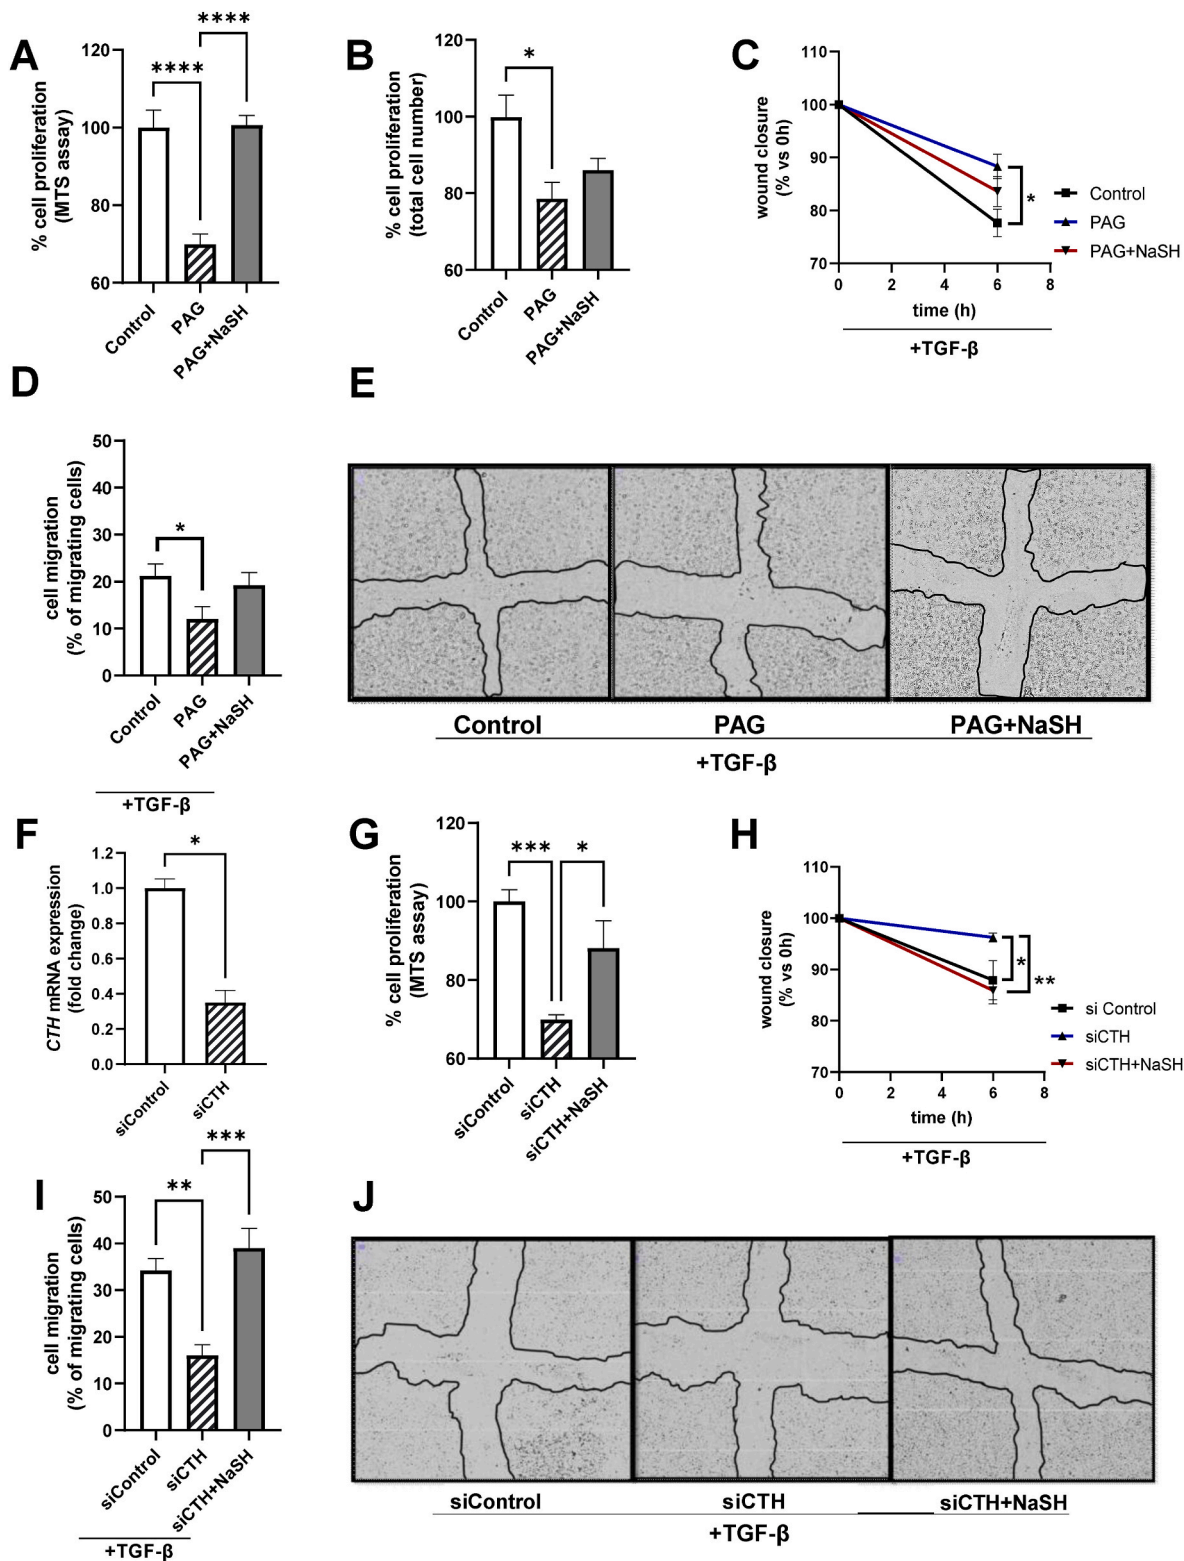 A
% cell proliferation
(MTS assay)
120
100
80
60
****
****
Control
PAG
PAG+NaSH
B
% cell proliferation
(total cell number)
120
100
80
60
*
Control
PAG
PAG+NaSH
C
wound closure
(% vs 0h)
110
100
90
80
70
*
0 2 4 6 8
time (h)
+TGF-β
Control
PAG
PAG+NaSH
D
cell migration
(% of migrating cells)
50
40
30
20
10
0
*
Control
PAG
PAG+NaSH
+TGF-β
E
Control PAG PAG+NaSH
+TGF-β
F
CTH mRNA expression
(fold change)
1.2
1.0
0.8
0.6
0.4
0.2
0.0
*
siControl
siCTH
G
% cell proliferation
(MTS assay)
120
100
80
60
***
*
siControl
siCTH
siCTH+NaSH
H
wound closure
(% vs 0h)
110
100
90
80
70
*
**
0 2 4 6 8
time (h)
+TGF-β
si Control
siCTH
siCTH+NaSH
I
cell migration
(% of migrating cells)
50
40
30
20
10
0
**
***
siControl
siCTH
siCTH+NaSH
+TGF-β
J
siControl siCTH siCTH+NaSH
+TGF-β